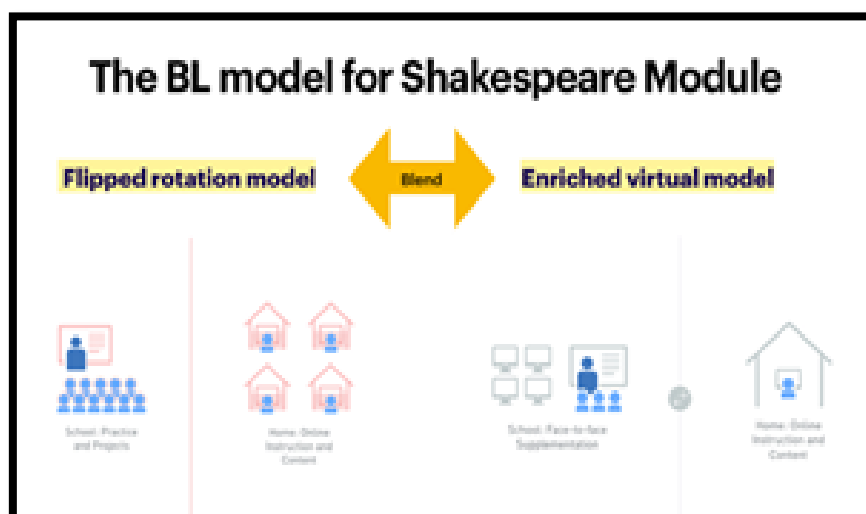 The BL model for Shakespeare Module
Flipped rotation model
Blend
Enriched virtual model
School: Practice
and Projects
Home: Online
Instruction and
Content
School: Face-to-face
Supplementation
Home: Online
Instruction and
Content